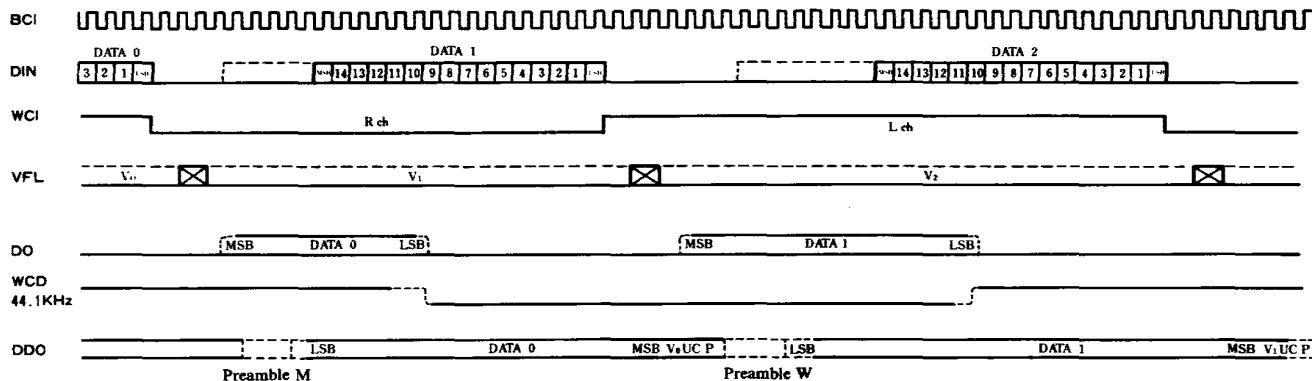 BCI
DATA 0 DATA 1 DATA 2
DIN 3 2 1 LSB MSB 14 13 12 11 10 9 8 7 6 5 4 3 2 1 LSB MSB 14 13 12 11 10 9 8 7 6 5 4 3 2 1 LSB
WCI R ch L ch
VFL V₀ V₁ V₂
DO MSB DATA 0 LSB MSB DATA 1 LSB
WCD
44.1KHz
DDO LSB DATA 0 MSB V₀ UC P LSB DATA 1 MSB V₁ UC P
Preamble M Preamble W